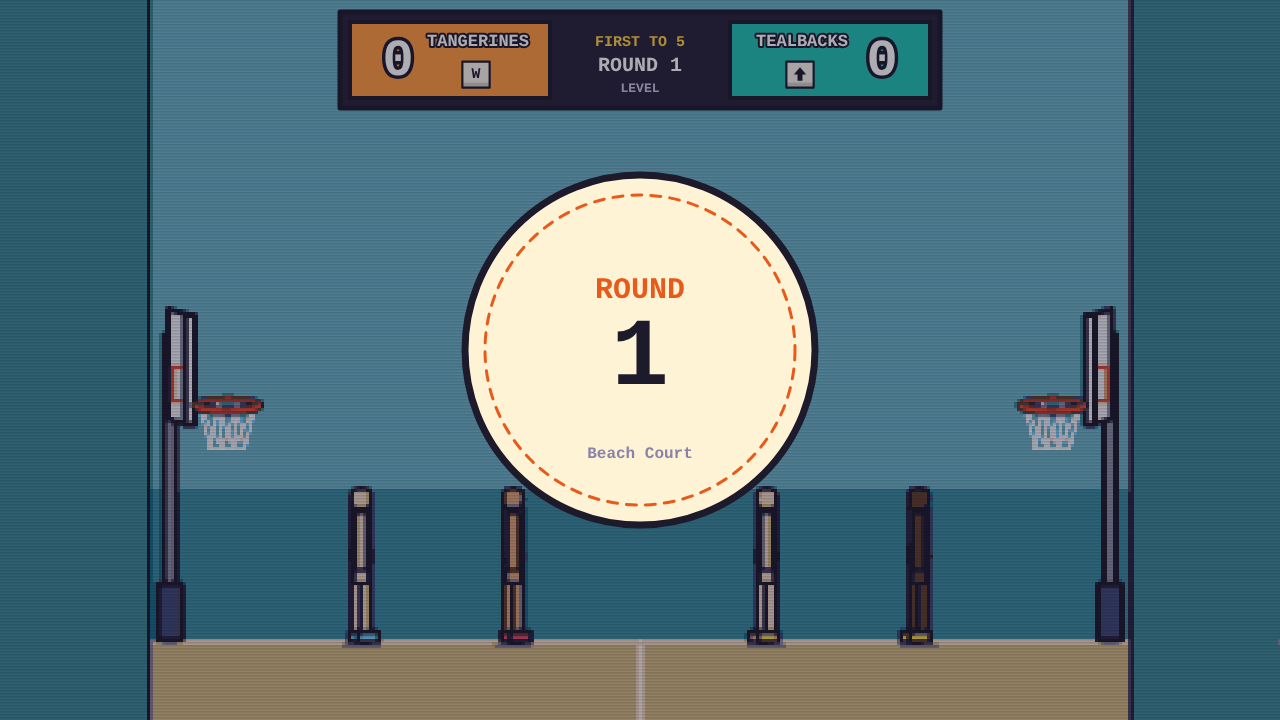 0
TANGERINES
W
FIRST TO 5
ROUND 1
LEVEL
TEALBACKS
0
ROUND
1
Beach Court